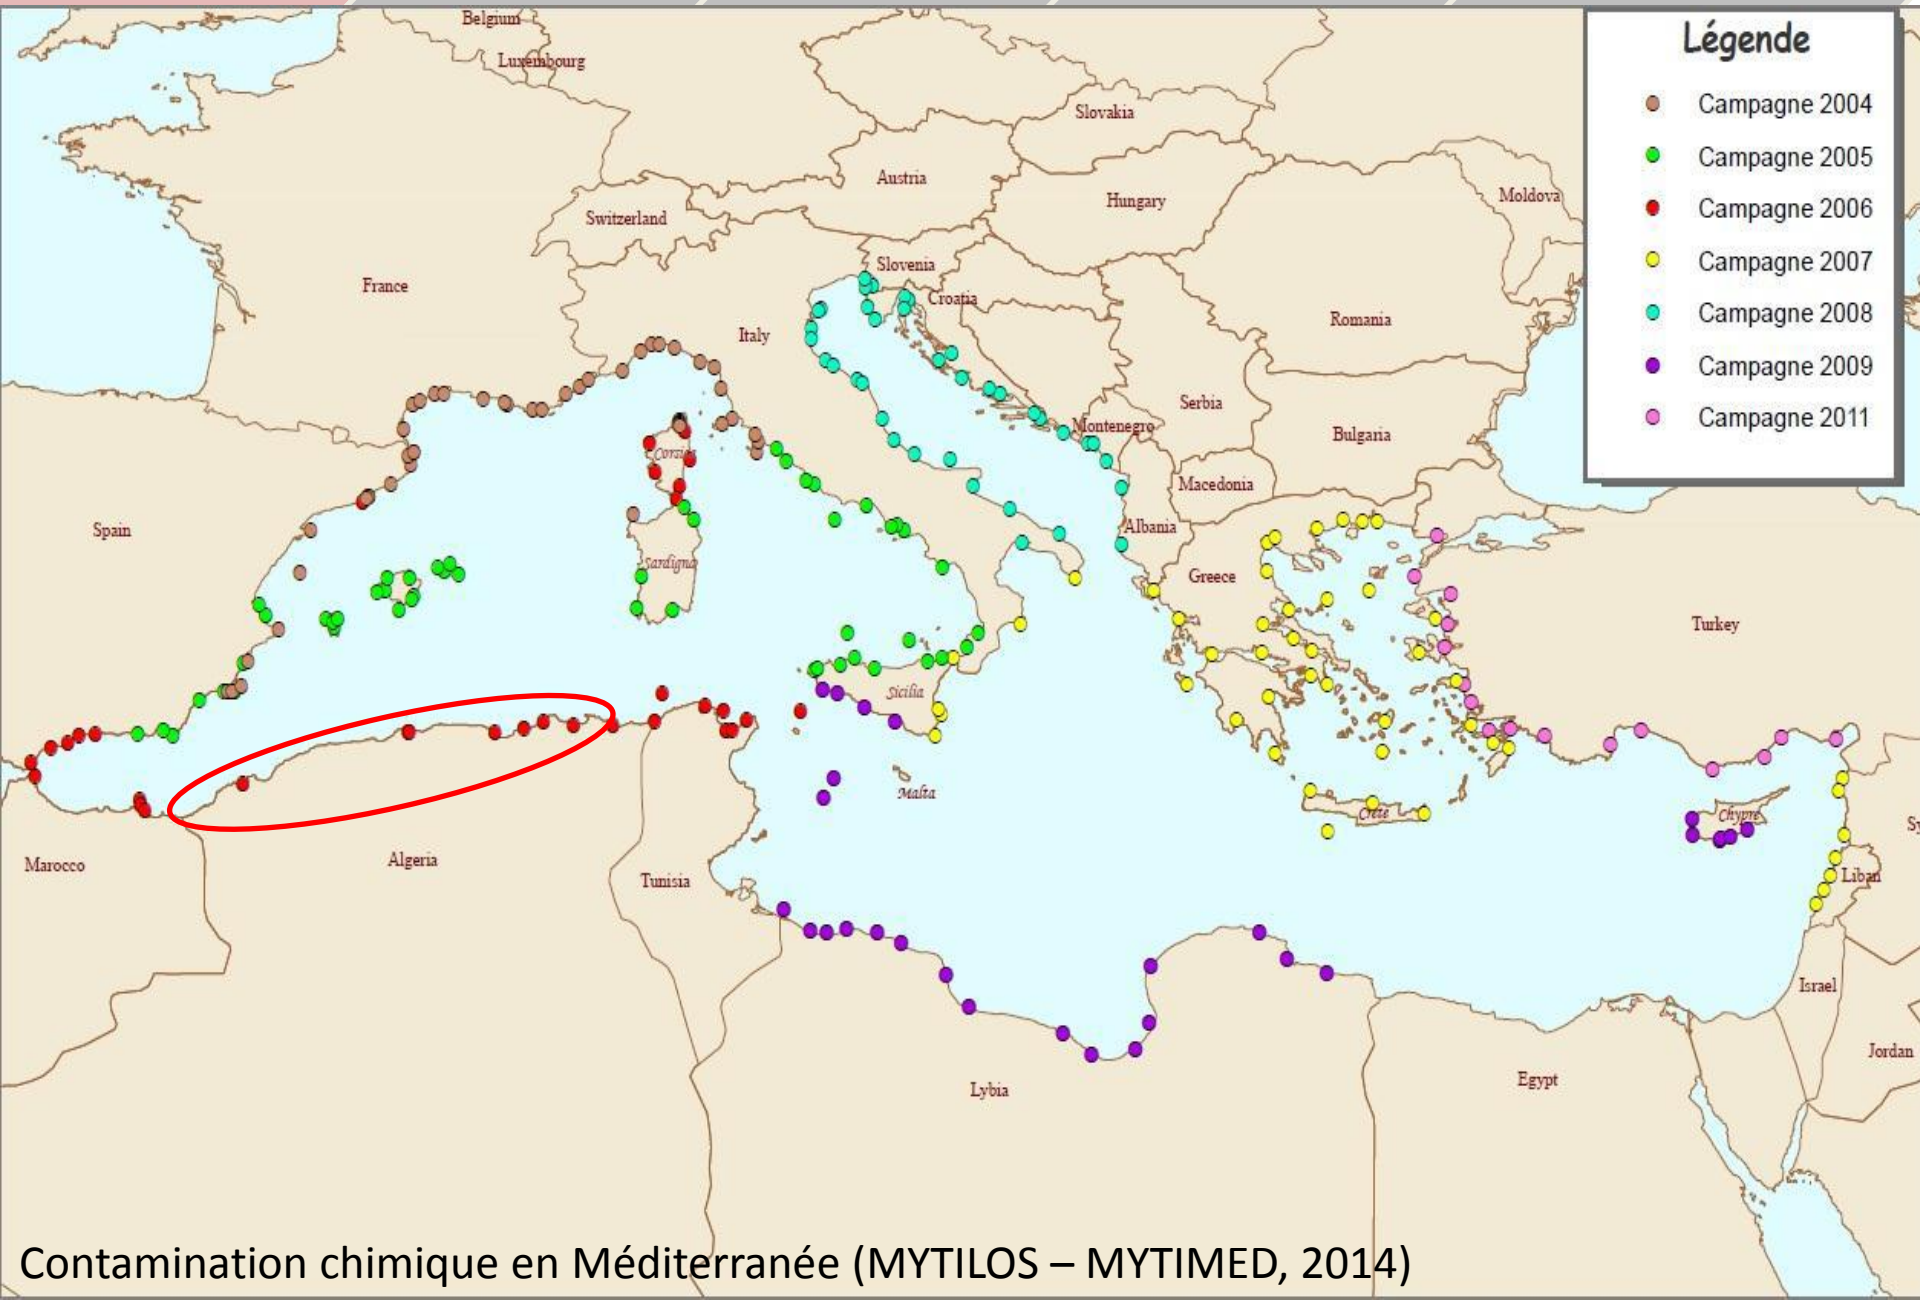 Belgium
Luxembourg
Slovakia
Austria
Hungary
Moldova
Switzerland
Slovenia
France
Croatia
Italy
Romania
Serbia
Montenegro
Bulgaria
Corsica
Macedonia
Spain
Albania
Sardigna
Greece
Turkey
Sicilia
Malta
Crete
Chypre
Sy
Marocco
Algeria
Tunisia
Liban
Israel
Jordan
Lybia
Egypt
Légende
Campagne 2004
Campagne 2005
Campagne 2006
Campagne 2007
Campagne 2008
Campagne 2009
Campagne 2011
Contamination chimique en Méditerranée (MYTILOS – MYTIMED, 2014)